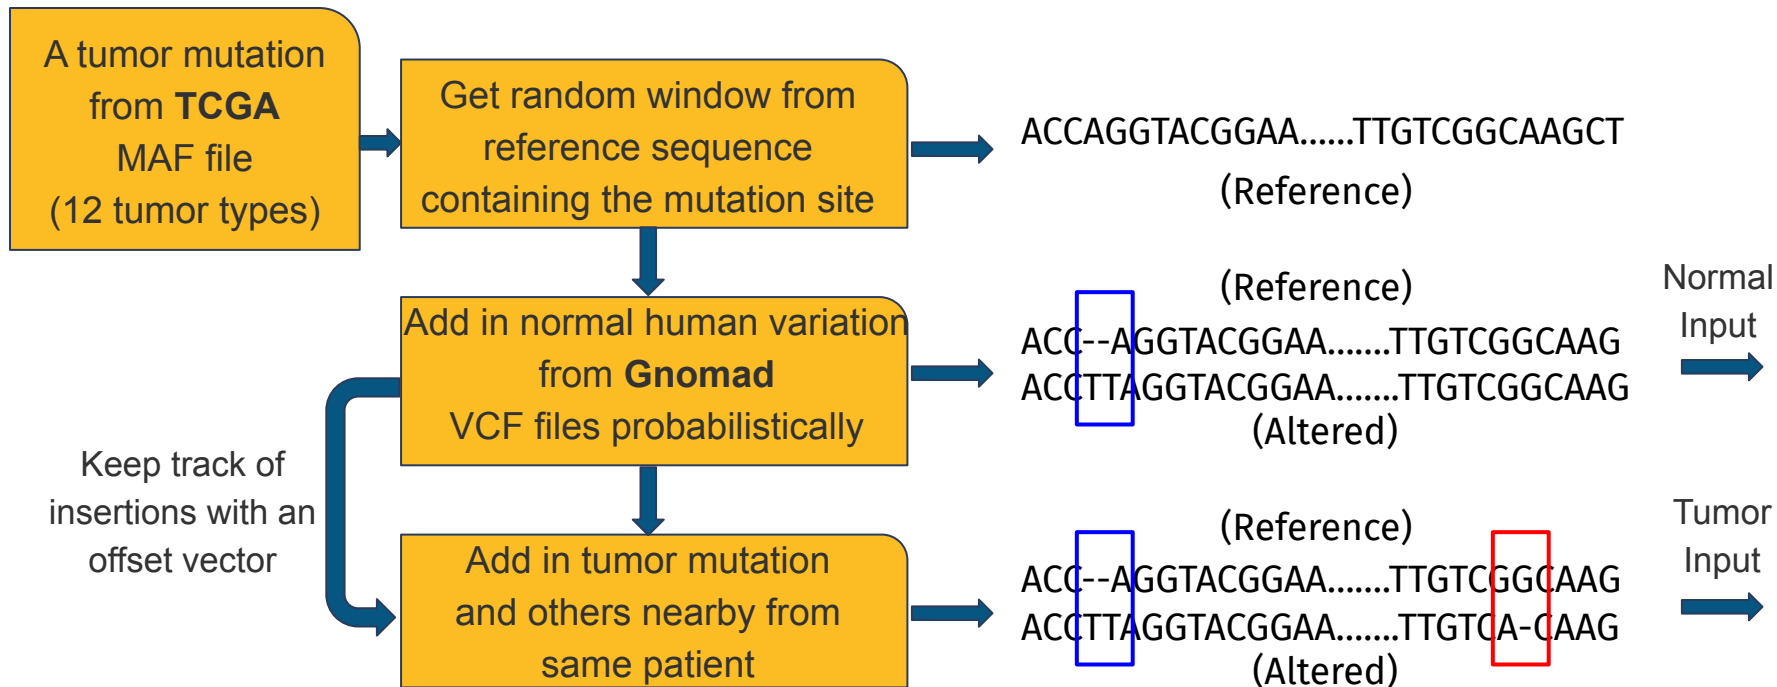 A tumor mutation
from TCGA
MAF file
(12 tumor types)
Get random window from
reference sequence
containing the mutation site
ACCAGGTACGGAA......TTGTCGGCAAGCT
(Reference)
Add in normal human variation
from Gnomad
VCF files probabilistically
(Reference)
ACC--AGGTACGGAA.......TTGTCGGCAAG
ACCTTAGGTACGGAA.......TTGTCGGCAAG
(Altered)
Normal
Input
Keep track of
insertions with an
offset vector
Add in tumor mutation
and others nearby from
same patient
(Reference)
ACC--AGGTACGGAA.......TTGTCGGCAAG
ACCTTAGGTACGGAA.......TTGTCA-CAAG
(Altered)
Tumor
Input